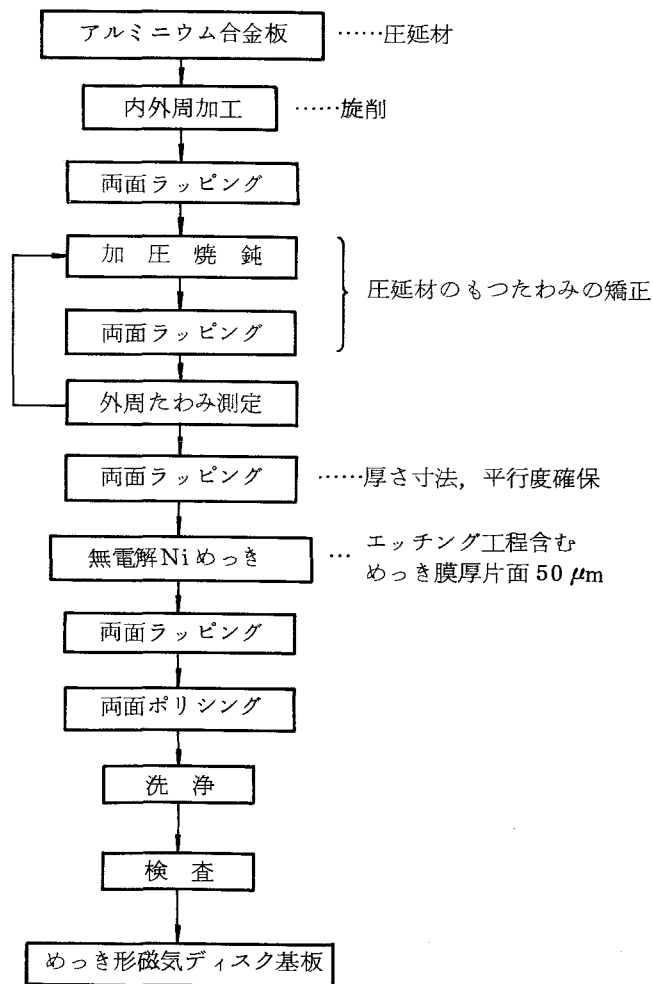 アルミニウム合金板 ……圧延材
内外周加工 ……旋削
両面ラッピング
加圧焼鈍
圧延材のもつたわみの矯正
両面ラッピング
外周たわみ測定
両面ラッピング ……厚さ寸法，平行度確保
無電解Niめっき … エッチング工程含む
めっき膜厚片面 50 μm
両面ラッピング
両面ポリシング
洗浄
検査
めっき形磁気ディスク基板